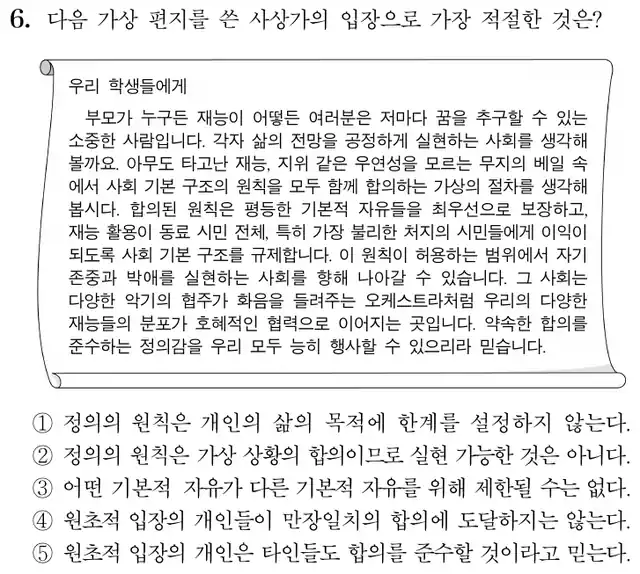 6. 다음 가상 편지를 쓴 사상가의 입장으로 가장 적절한 것은?
우리 학생들에게
부모가 누구든 재능이 어떻든 여러분은 저마다 꿈을 추구할 수 있는
소중한 사람입니다. 각자 삶의 전망을 공정하게 실현하는 사회를 생각해
볼까요. 아무도 타고난 재능, 지위 같은 우연성을 모르는 무지의 베일 속
에서 사회 기본 구조의 원칙을 모두 함께 합의하는 가상의 절차를 생각해
봅시다. 합의된 원칙은 평등한 기본적 자유들을 최우선으로 보장하고,
재능 활용이 동료 시민 전체, 특히 가장 불리한 처지의 시민들에게 이익이
되도록 사회 기본 구조를 규제합니다. 이 원칙이 허용하는 범위에서 자기
존중과 박애를 실현하는 사회를 향해 나아갈 수 있습니다. 그 사회는
다양한 악기의 협주가 화음을 들려주는 오케스트라처럼 우리의 다양한
재능들의 분포가 호혜적인 협력으로 이어지는 곳입니다. 약속한 합의를
준수하는 정의감을 우리 모두 능히 행사할 수 있으리라 믿습니다.
① 정의의 원칙은 개인의 삶의 목적에 한계를 설정하지 않는다.
② 정의의 원칙은 가상 상황의 합의이므로 실현 가능한 것은 아니다.
③ 어떤 기본적 자유가 다른 기본적 자유를 위해 제한될 수는 없다.
④ 원초적 입장의 개인들이 만장일치의 합의에 도달하지는 않는다.
⑤ 원초적 입장의 개인은 타인들도 합의를 준수할 것이라고 믿는다.